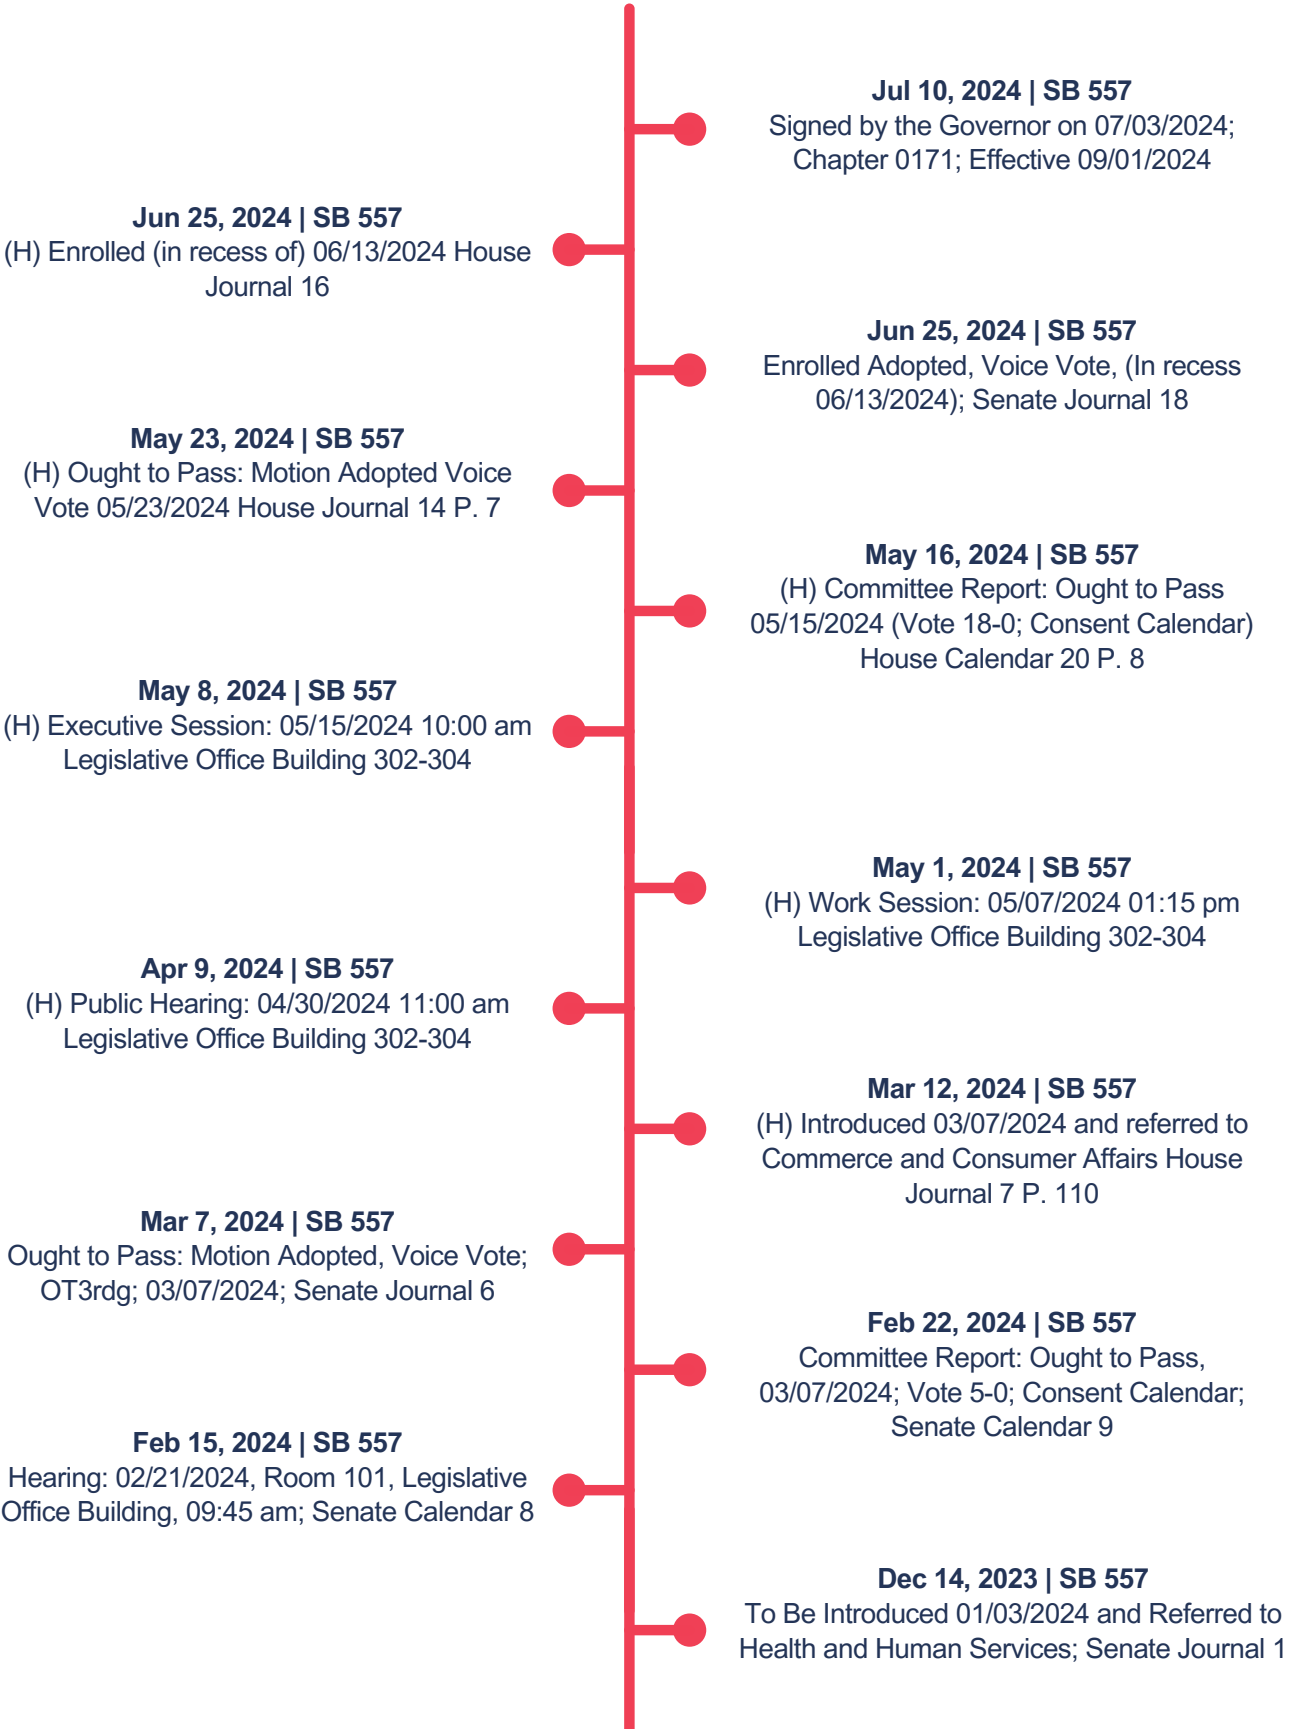 Jul 10, 2024 | SB 557
Signed by the Governor on 07/03/2024;
Chapter 0171; Effective 09/01/2024
Jun 25, 2024 | SB 557
(H) Enrolled (in recess of) 06/13/2024 House
Journal 16
Jun 25, 2024 | SB 557
Enrolled Adopted, Voice Vote, (In recess
06/13/2024); Senate Journal 18
May 23, 2024 | SB 557
(H) Ought to Pass: Motion Adopted Voice
Vote 05/23/2024 House Journal 14 P. 7
May 16, 2024 | SB 557
(H) Committee Report: Ought to Pass
05/15/2024 (Vote 18-0; Consent Calendar)
House Calendar 20 P. 8
May 8, 2024 | SB 557
(H) Executive Session: 05/15/2024 10:00 am
Legislative Office Building 302-304
May 1, 2024 | SB 557
(H) Work Session: 05/07/2024 01:15 pm
Legislative Office Building 302-304
Apr 9, 2024 | SB 557
(H) Public Hearing: 04/30/2024 11:00 am
Legislative Office Building 302-304
Mar 12, 2024 | SB 557
(H) Introduced 03/07/2024 and referred to
Commerce and Consumer Affairs House
Journal 7 P. 110
Mar 7, 2024 | SB 557
Ought to Pass: Motion Adopted, Voice Vote;
OT3rdg; 03/07/2024; Senate Journal 6
Feb 22, 2024 | SB 557
Committee Report: Ought to Pass,
03/07/2024; Vote 5-0; Consent Calendar;
Senate Calendar 9
Feb 15, 2024 | SB 557
Hearing: 02/21/2024, Room 101, Legislative
Office Building, 09:45 am; Senate Calendar 8
Dec 14, 2023 | SB 557
To Be Introduced 01/03/2024 and Referred to
Health and Human Services; Senate Journal 1